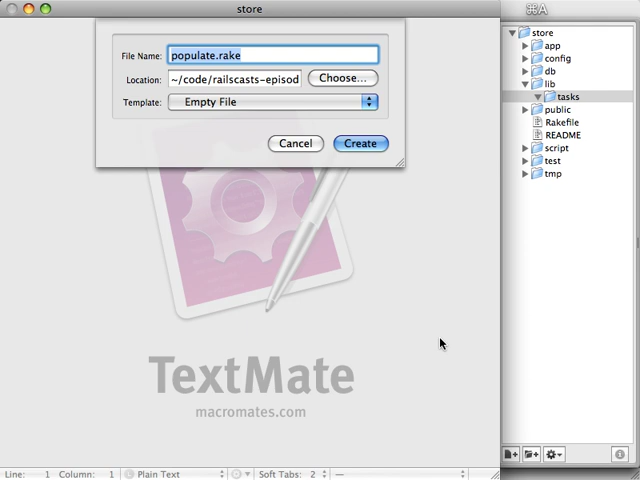 store
⌘A
File Name: populate.rake
Location: ~/code/railscasts-episod Choose...
Template: Empty File
Cancel Create
TextMate
macromates.com
Line: 1 Column: 1 Plain Text Soft Tabs: 2 —
store
app
config
db
lib
tasks
public
Rakefile
README
script
test
tmp